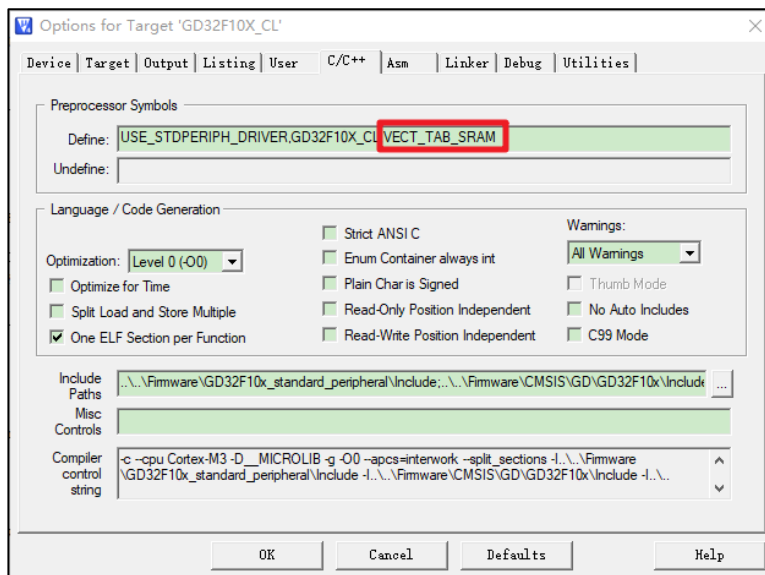 Options for Target 'GD32F10X_CL'
Device Target Output Listing User C/C++ Asm Linker Debug Utilities
Preprocessor Symbols
Define: USE_STDPERIPH_DRIVER,GD32F10X_CL VECT_TAB_SRAM
Undefine:
Language / Code Generation
Optimization: Level 0 (-O0)
Optimize for Time
Split Load and Store Multiple
One ELF Section per Function
Strict ANSI C
Enum Container always int
Plain Char is Signed
Read-Only Position Independent
Read-Write Position Independent
Warnings:
All Warnings
Thumb Mode
No Auto Includes
C99 Mode
Include Paths ..\..\Firmware\GD32F10x_standard_peripheral\Include;..\..\Firmware\CMSIS\GD\GD32F10x\Include ...
Misc Controls
Compiler control string -c --cpu Cortex-M3 -D__MICROLIB -g -O0 --apcs=interwork --split_sections -I..\..\Firmware
\GD32F10x_standard_peripheral\Include -I..\..\Firmware\CMSIS\GD\GD32F10x\Include -I..\..
OK Cancel Defaults Help